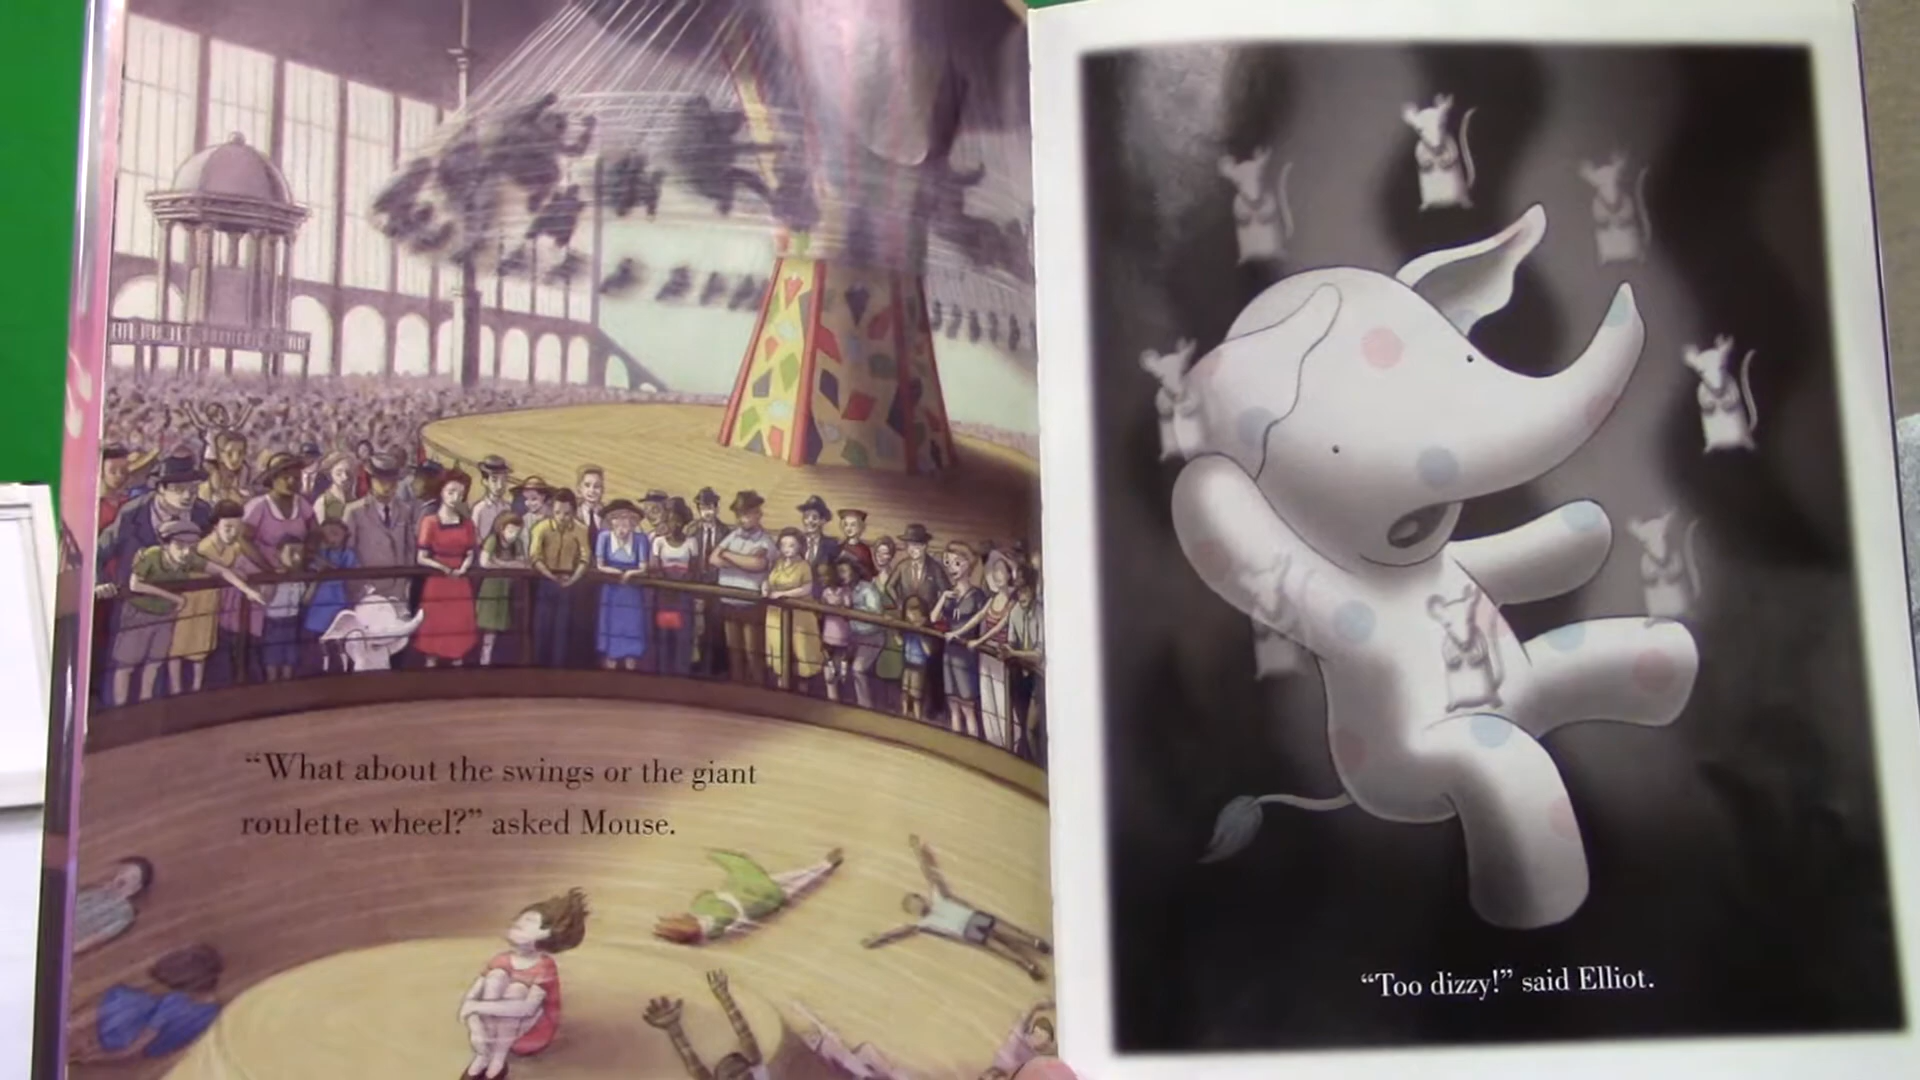 “What about the swings or the giant
roulette wheel?” asked Mouse.
“Too dizzy!” said Elliot.